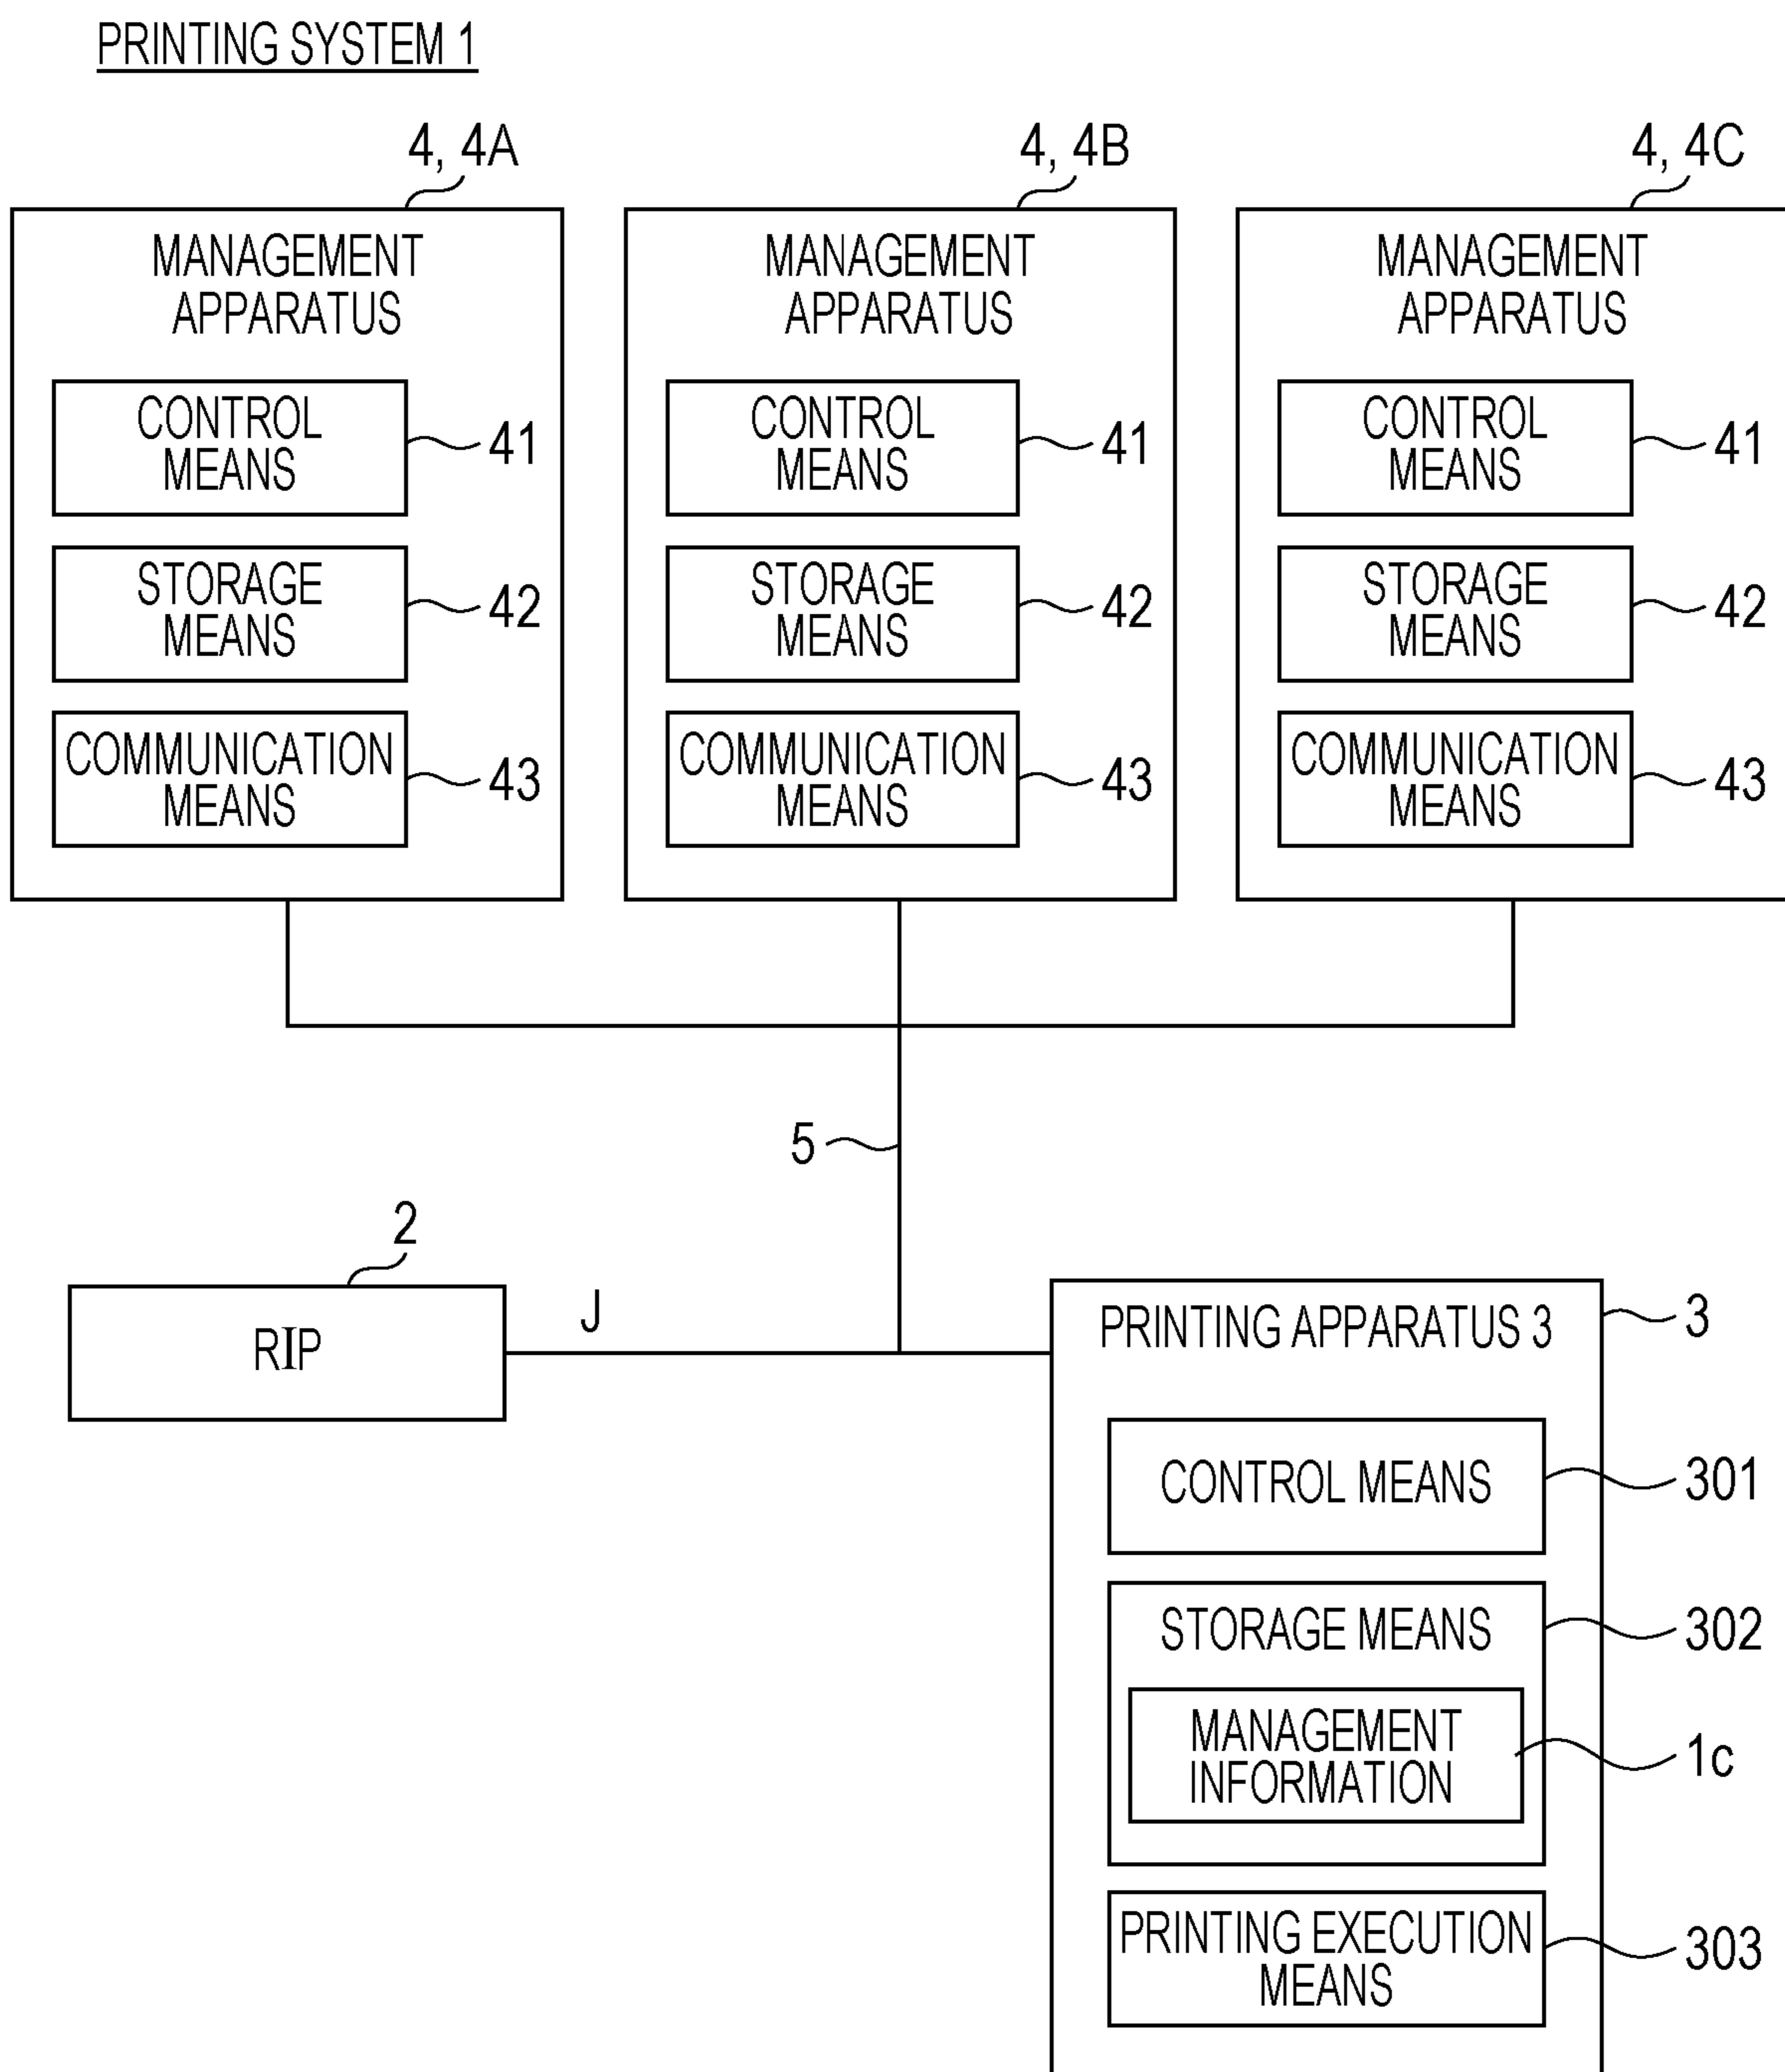 PRINTING SYSTEM 1
4, 4A
4, 4B
4, 4C
MANAGEMENT
APPARATUS
CONTROL
MEANS
41
STORAGE
MEANS
42
COMMUNICATION
MEANS
43
MANAGEMENT
APPARATUS
CONTROL
MEANS
41
STORAGE
MEANS
42
COMMUNICATION
MEANS
43
MANAGEMENT
APPARATUS
CONTROL
MEANS
41
STORAGE
MEANS
42
COMMUNICATION
MEANS
43
5
2
RIP
J
PRINTING APPARATUS 3
3
CONTROL MEANS
301
STORAGE MEANS
302
MANAGEMENT
INFORMATION
1c
PRINTING EXECUTION
MEANS
303